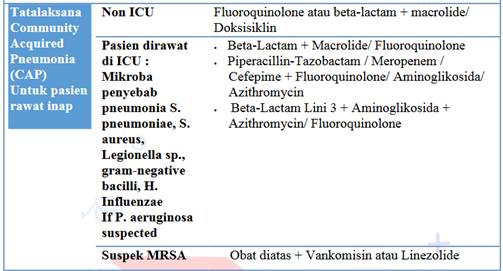 Tatalaksana
Community
Acquired
Pneumonia
(CAP)
Untuk pasien
rawat inap
Non ICU
Fluoroquinolone atau beta-lactam + macrolide/
Doksisiklin
Pasien dirawat
di ICU :
Mikroba
penyebab
pneumonia S.
pneumoniae, S.
aureus,
Legionella sp.,
gram-negative
bacilli, H.
Influenzae
If P. aeruginosa
suspected
• Beta-Lactam + Macrolide/ Fluoroquinolone
• Piperacillin-Tazobactam / Meropenem /
Cefepime + Fluoroquinolone/ Aminoglikosida/
Azithromycin
• Beta-Lactam Lini 3 + Aminoglikosida +
Azithromycin/ Fluoroquinolone
Suspek MRSA
Obat diatas + Vankomisin atau Linezolide